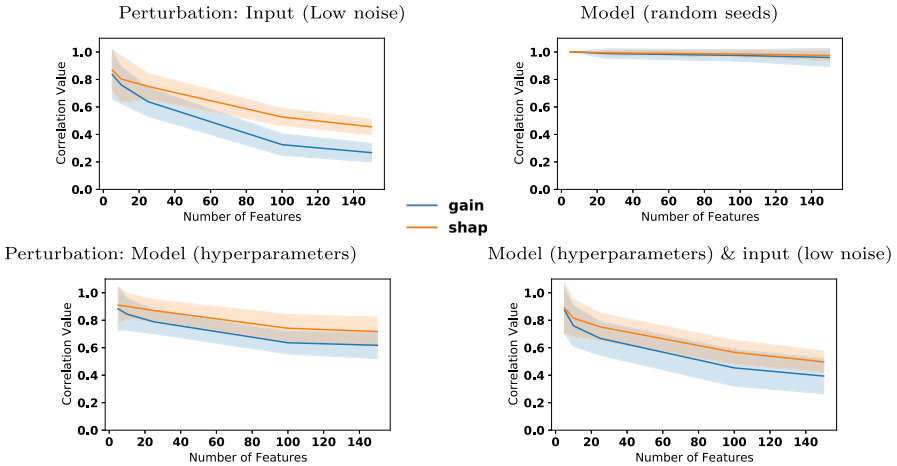 Perturbation: Input (Low noise)
Model (random seeds)
Correlation Value
1.0
0.8
0.6
0.4
0.2
0.0
0 20 40 60 80 100 120 140
Number of Features
Correlation Value
1.0
0.8
0.6
0.4
0.2
0.0
0 20 40 60 80 100 120 140
Number of Features
gain
shap
Perturbation: Model (hyperparameters)
Model (hyperparameters) & input (low noise)
Correlation Value
1.0
0.8
0.6
0.4
0.2
0.0
0 20 40 60 80 100 120 140
Number of Features
Correlation Value
1.0
0.8
0.6
0.4
0.2
0.0
0 20 40 60 80 100 120 140
Number of Features